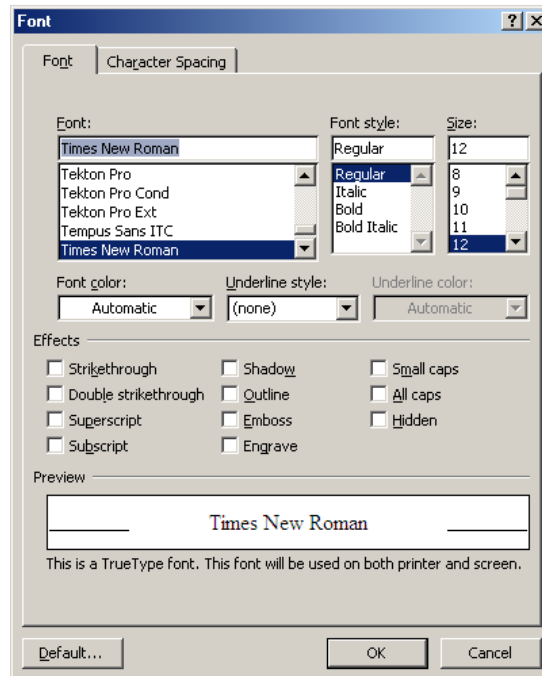 Font
Font Character Spacing
Font: Font style: Size:
Times New Roman Regular 12
Tekton Pro Regular 8
Tekton Pro Cond Italic 9
Tekton Pro Ext Bold 10
Tempus Sans ITC Bold Italic 11
Times New Roman 12
Font color: Underline style: Underline color:
Automatic (none) Automatic
Effects
Strikethrough Shadow Small caps
Double strikethrough Outline All caps
Superscript Emboss Hidden
Subscript Engrave
Preview
Times New Roman
This is a TrueType font. This font will be used on both printer and screen.
Default... OK Cancel